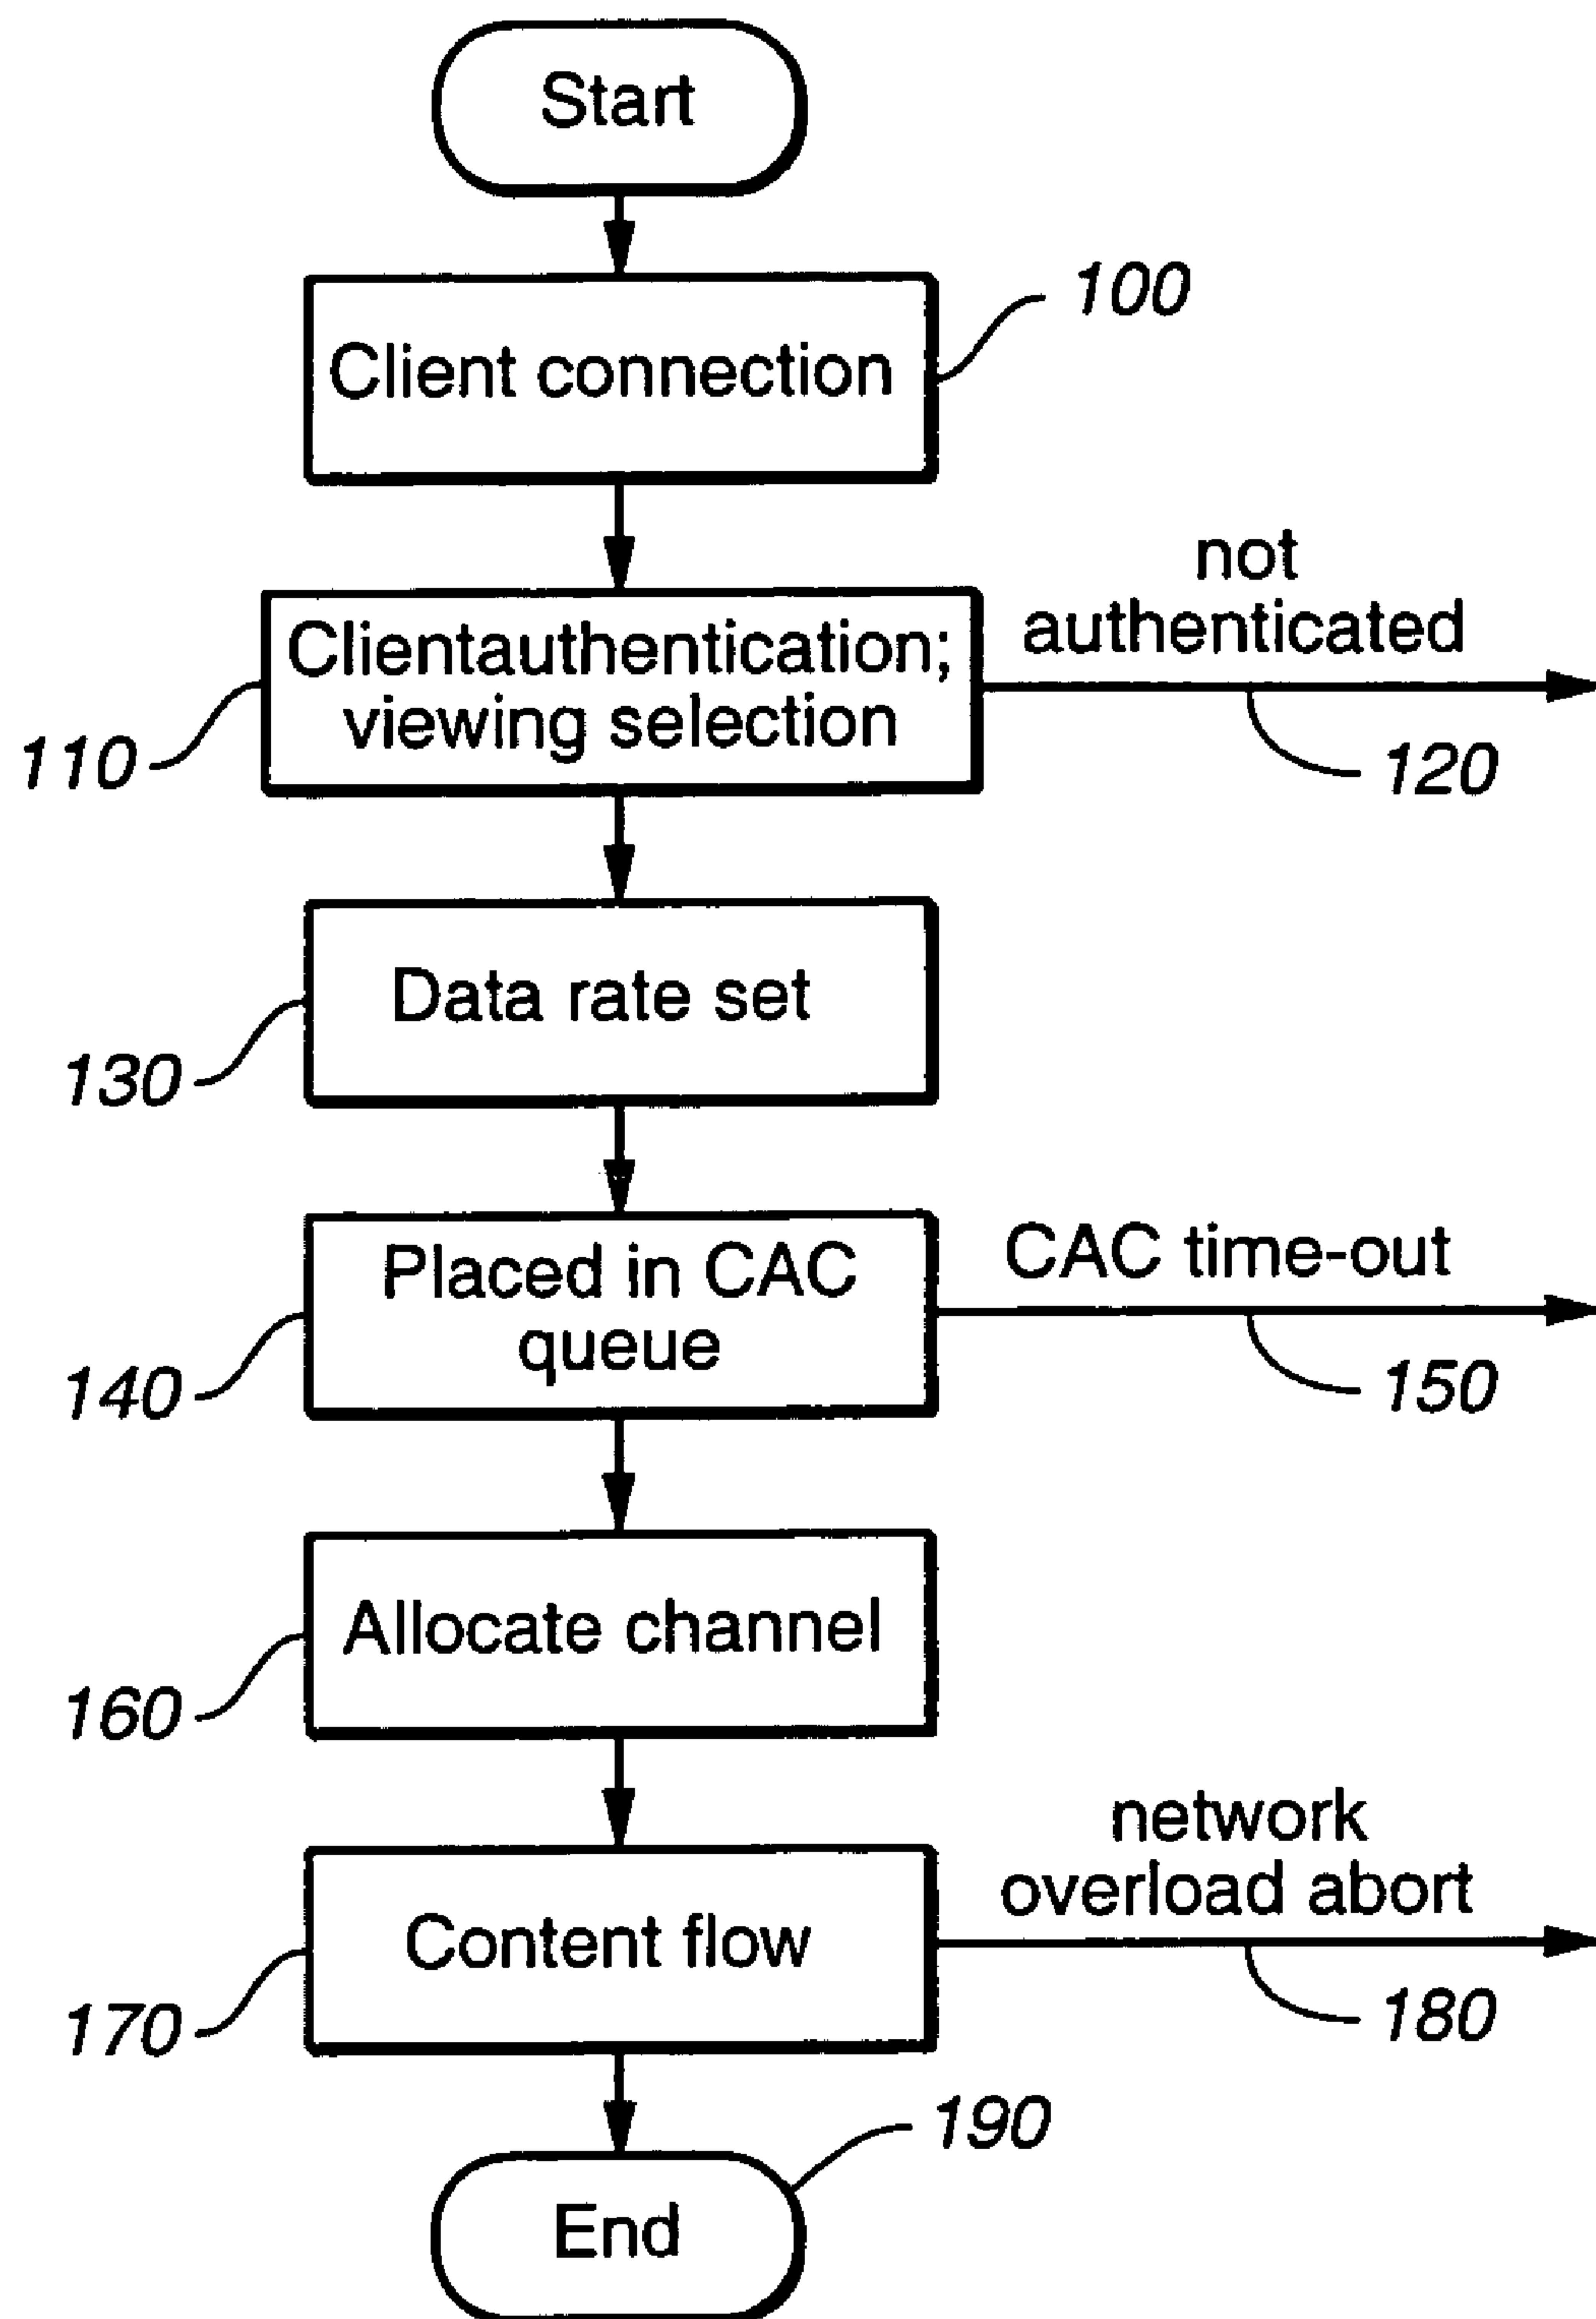 Start
Client connection
100
Clientauthentication;
viewing selection
110
not
authenticated
120
Data rate set
130
Placed in CAC
queue
140
CAC time-out
150
Allocate channel
160
Content flow
170
network
overload abort
180
End
190